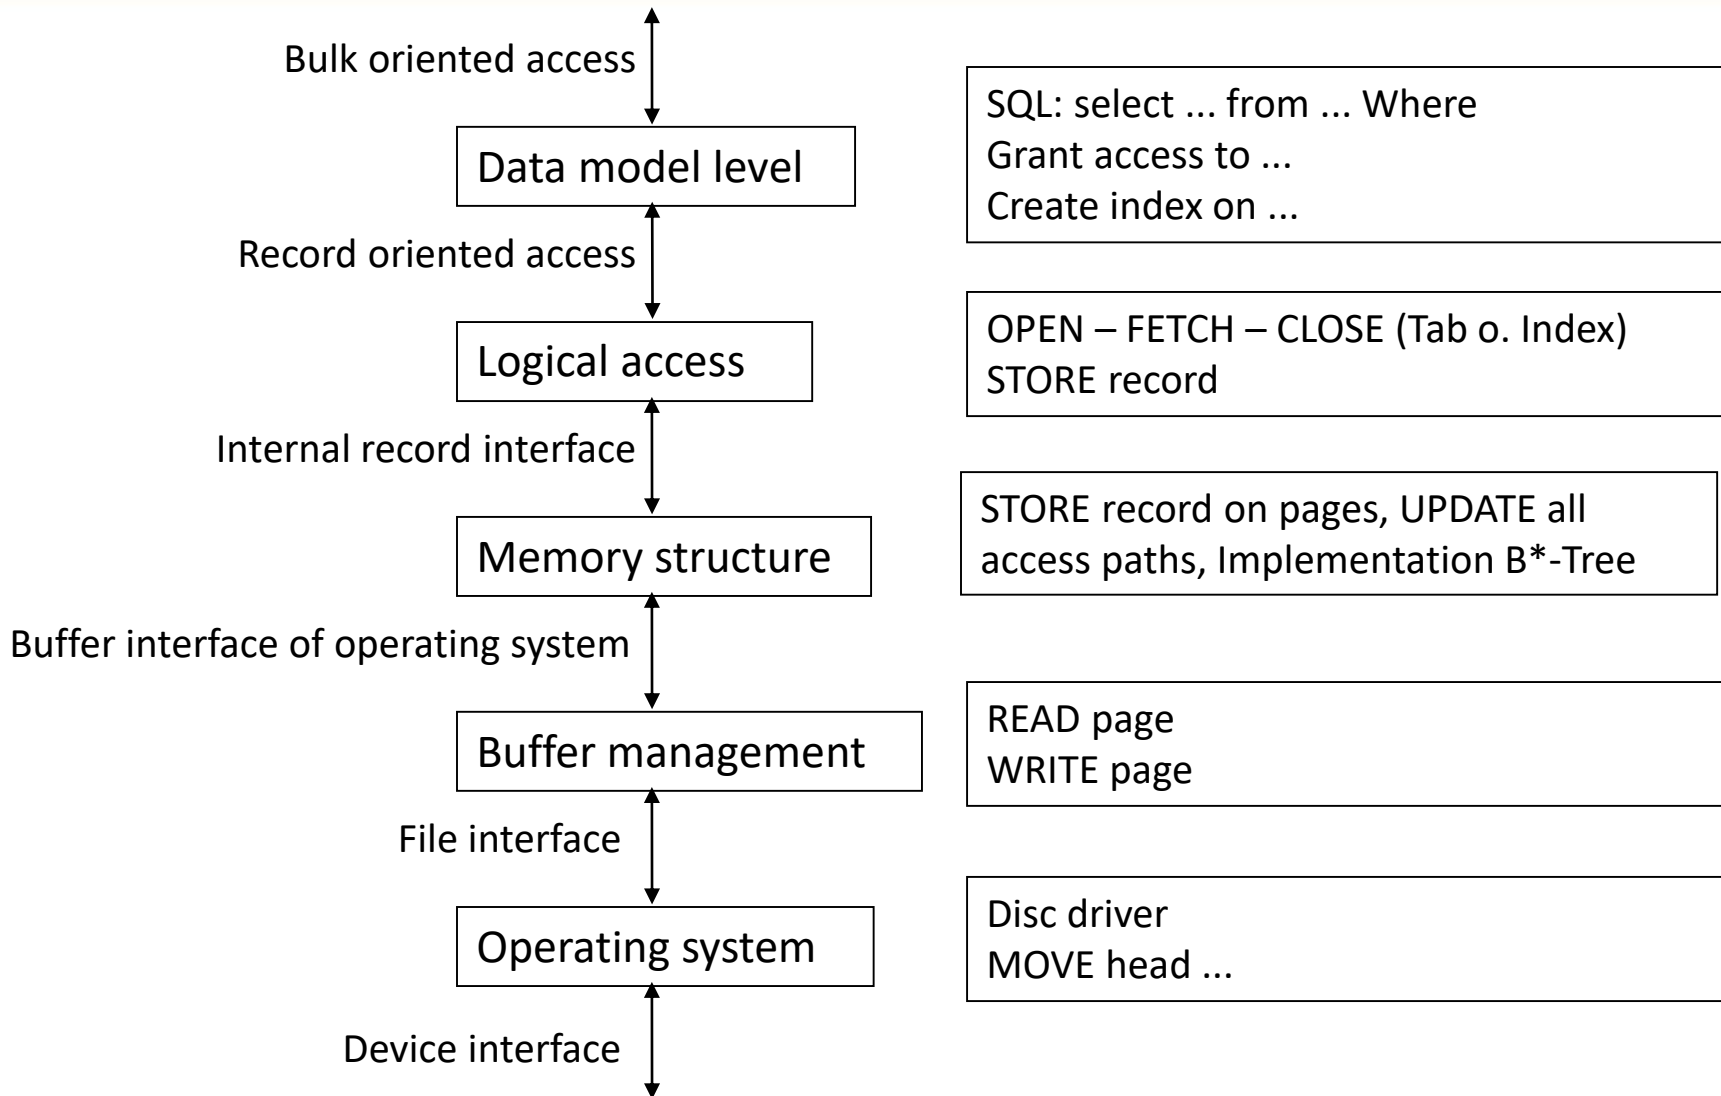 Bulk oriented access
SQL: select ... from ... Where
Data model level
Grant access to ...
Create index on ...
Record oriented access
OPEN – FETCH – CLOSE (Tab o. Index)
Logical access
STORE record
Internal record interface
STORE record on pages, UPDATE all
Memory structure
access paths, Implementation B*-Tree
Buffer interface of operating system
READ page
Buffer management
WRITE page
File interface
Disc driver
Operating system
MOVE head ...
Device interface